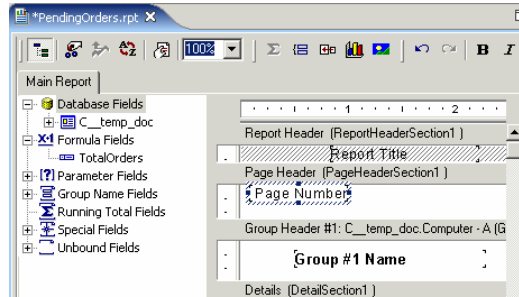 *PendingOrders.rpt
100%
B I
Main Report
Database Fields
C__temp_doc
Formula Fields
TotalOrders
Parameter Fields
Group Name Fields
Running Total Fields
Special Fields
Unbound Fields
1 2
Report Header (ReportHeaderSection1 )
Report Title
Page Header (PageHeaderSection1 )
Page Number
Group Header #1: C__temp_doc.Computer - A (G
Group #1 Name
Details (DetailSection1 )